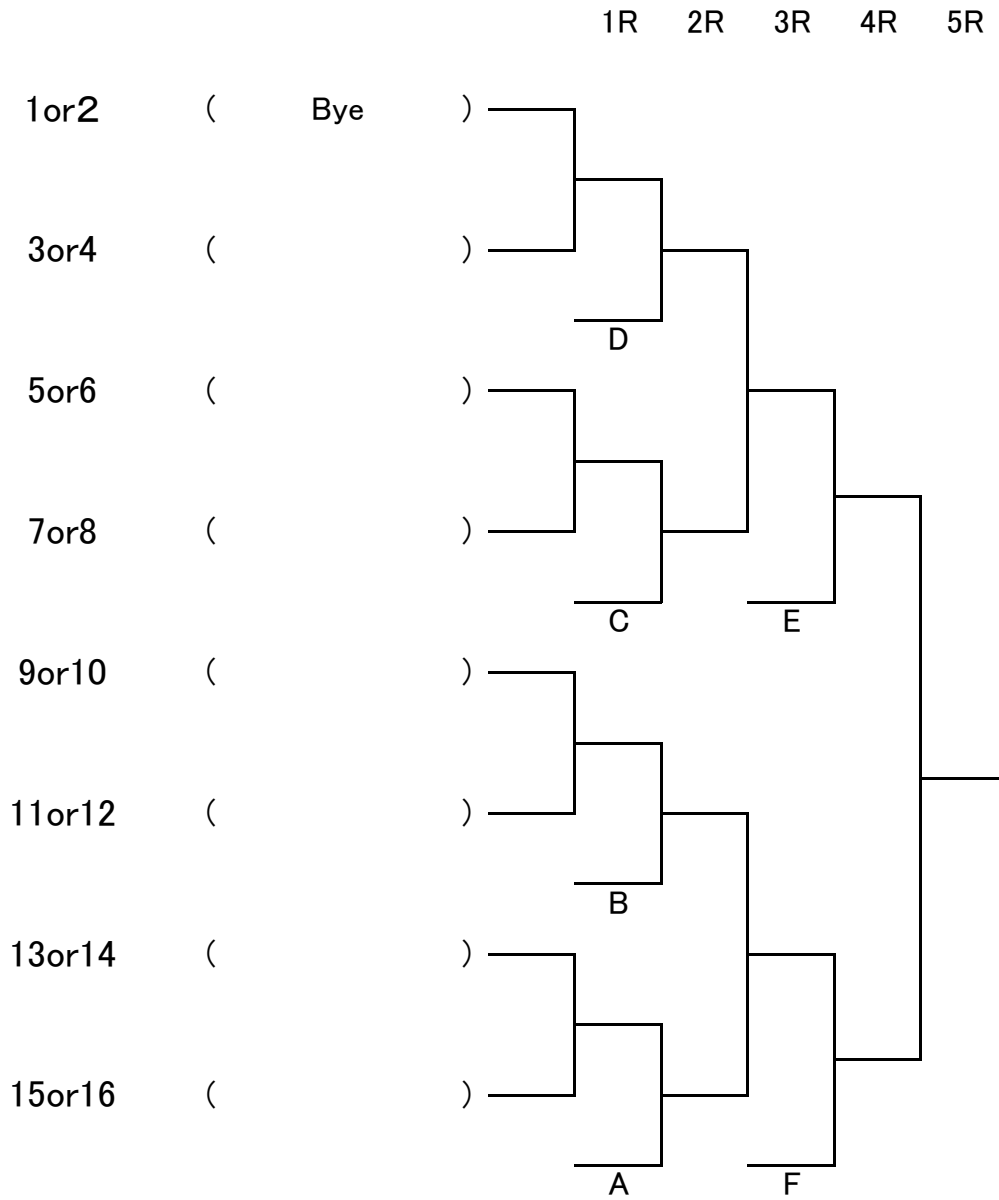 1R 2R 3R 4R 5R
1or2 ( Bye )
3or4 ( )
D
5or6 ( )
7or8 ( )
C E
9or10 ( )
11or12 ( )
B
13or14 ( )
15or16 ( )
A F